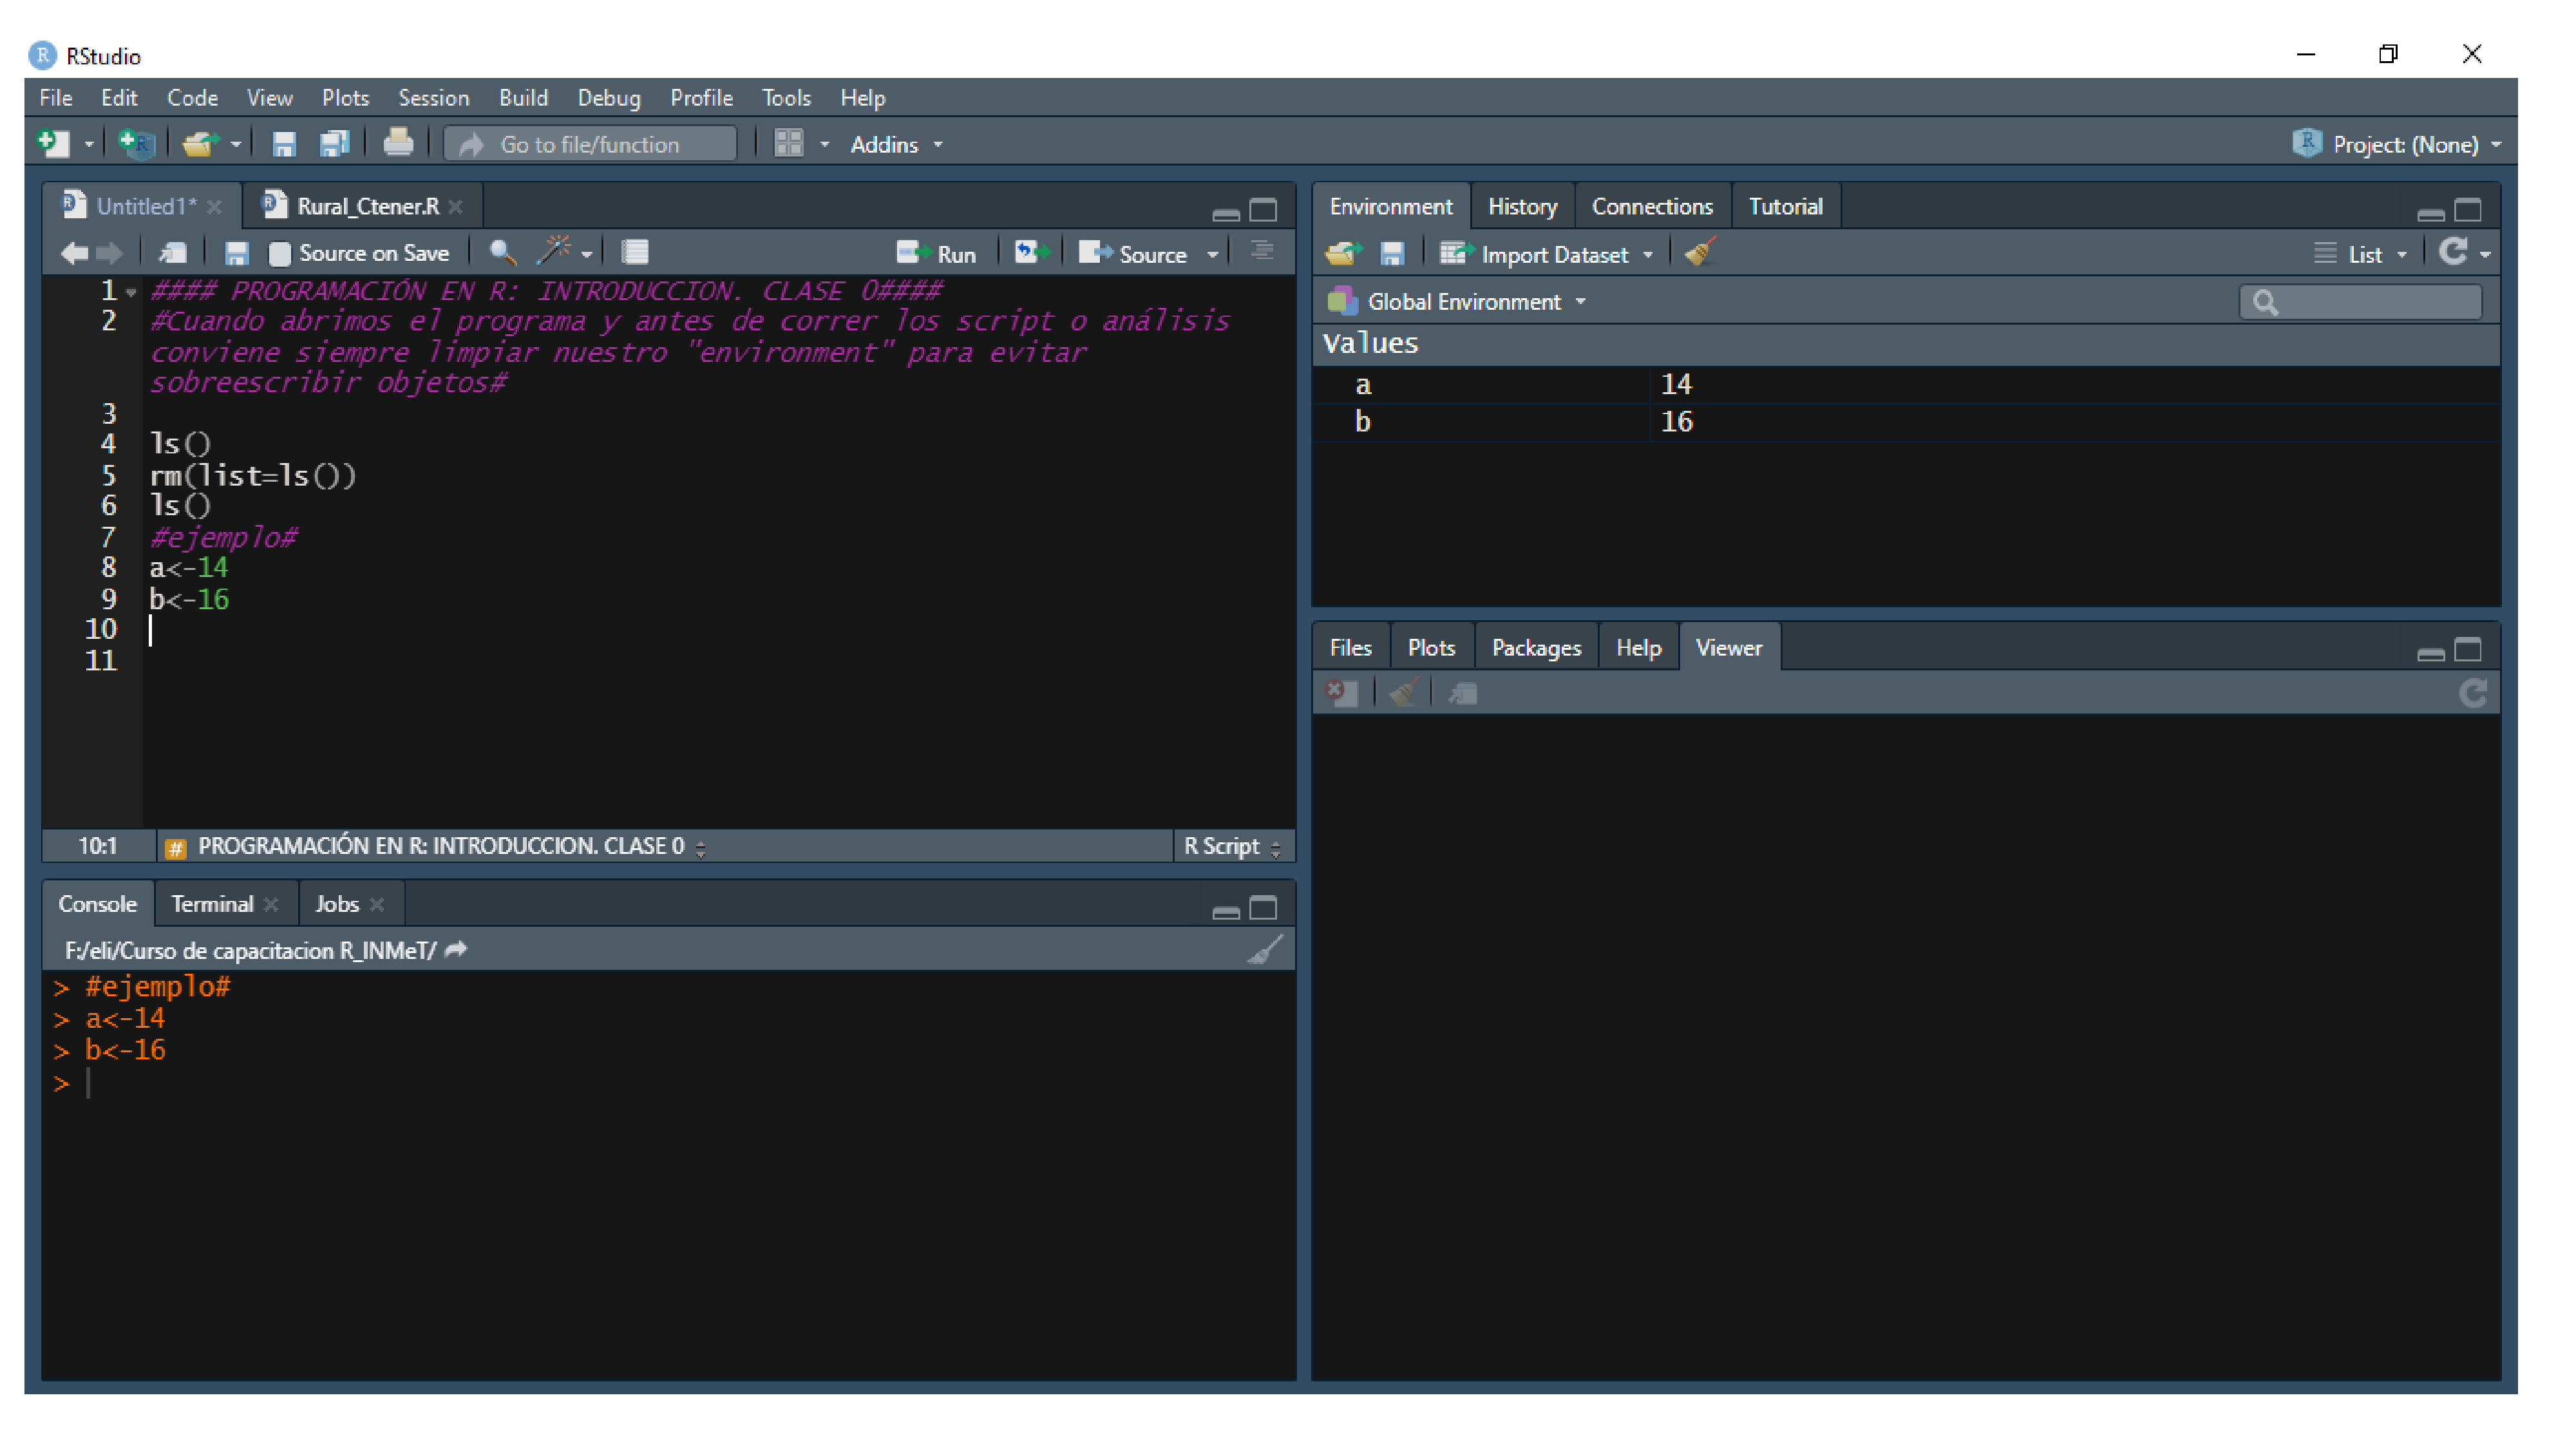 RStudio
File Edit Code View Plots Session Build Debug Profile Tools Help
Go to file/function Addins Project: (None)
Untitled1* Rural_Ctener.R
Source on Save Run Source
1 #### PROGRAMACIÓN EN R: INTRODUCCION. CLASE 0####
2 #Cuando abrimos el programa y antes de correr los script o análisis
conviene siempre limpiar nuestro "environment" para evitar
sobreescribir objetos#
3
4 ls()
5 rm(list=ls())
6 ls()
7 #ejemplo#
8 a<-14
9 b<-16
10
11
10:1 # PROGRAMACIÓN EN R: INTRODUCCION. CLASE 0 R Script
Console Terminal Jobs
F:/eli/Curso de capacitacion R_INMeT/
> #ejemplo#
> a<-14
> b<-16
>
Environment History Connections Tutorial
Import Dataset List
Global Environment
Values
a 14
b 16
Files Plots Packages Help Viewer